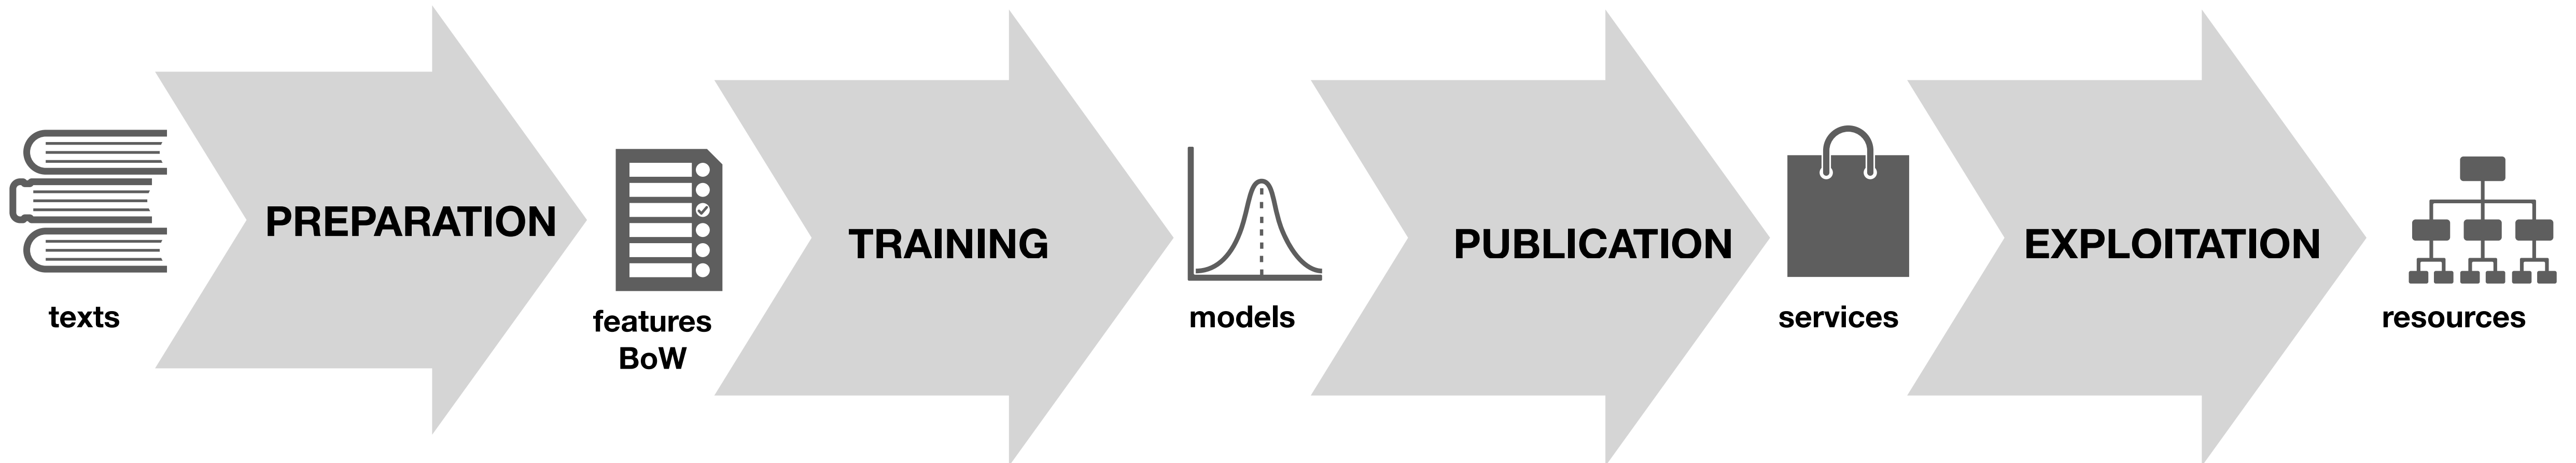 texts
PREPARATION
features
BoW
TRAINING
models
PUBLICATION
services
EXPLOITATION
resources